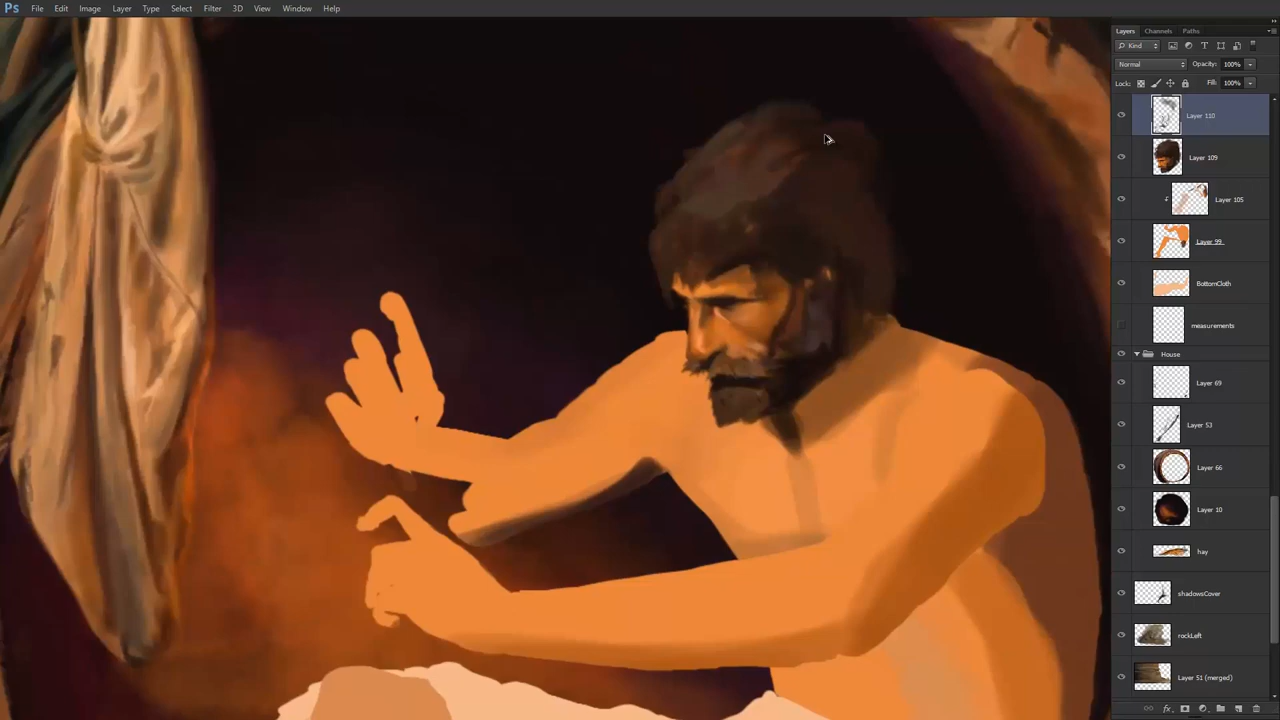 Ps File Edit Image Layer Type Select Filter 3D View Window Help
Layers Channels Paths
Kind
Normal Opacity: 100%
Lock: Fill: 100%
Layer 110
Layer 109
Layer 105
Layer 99
BottomCloth
measurements
House
Layer 69
Layer 53
Layer 66
Layer 10
hay
shadowsCover
rockLeft
Layer 51 (merged)
fx